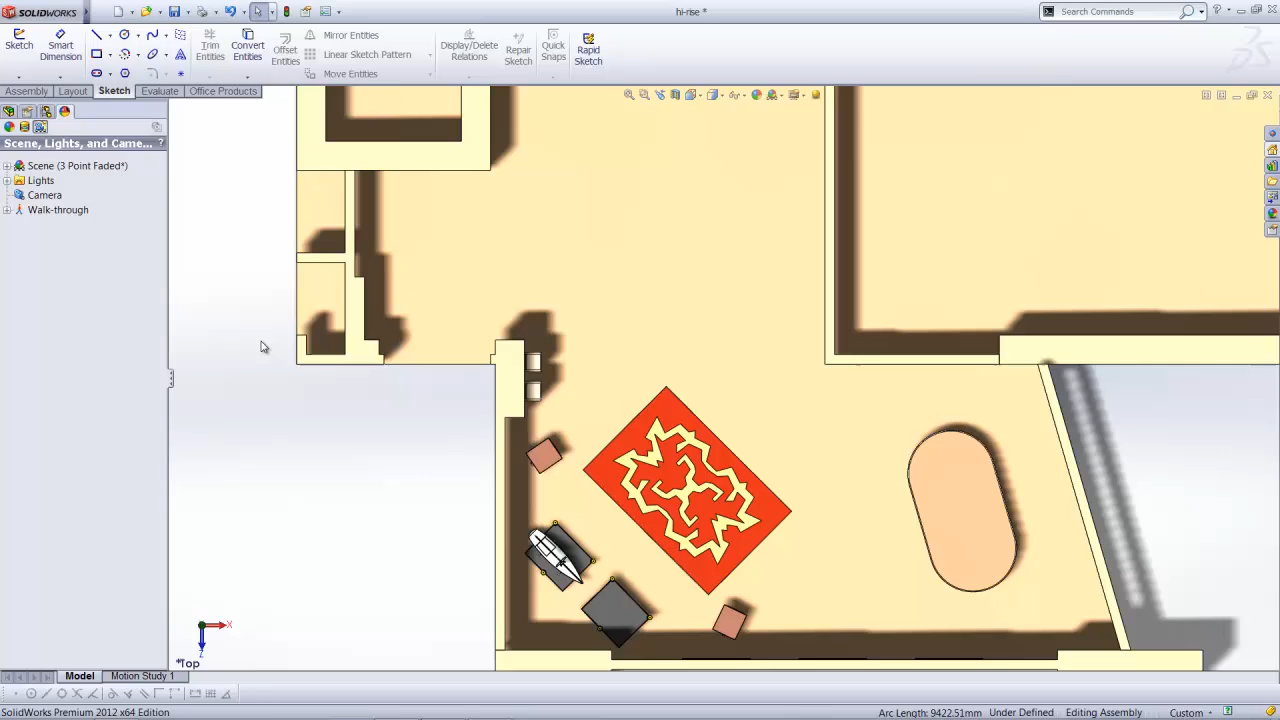 SOLIDWORKS
hi-rise *
Search Commands
Sketch
Smart Dimension
Trim Entities
Convert Entities
Offset Entities
Mirror Entities
Linear Sketch Pattern
Move Entities
Display/Delete Relations
Repair Sketch
Quick Snaps
Rapid Sketch
Assembly Layout Sketch Evaluate Office Products
Scene, Lights, and Came... ?
Scene (3 Point Faded*)
Lights
Camera
Walk-through
X
Z
*Top
Model Motion Study 1
SolidWorks Premium 2012 x64 Edition
Arc Length: 9422.51mm Under Defined Editing Assembly Custom